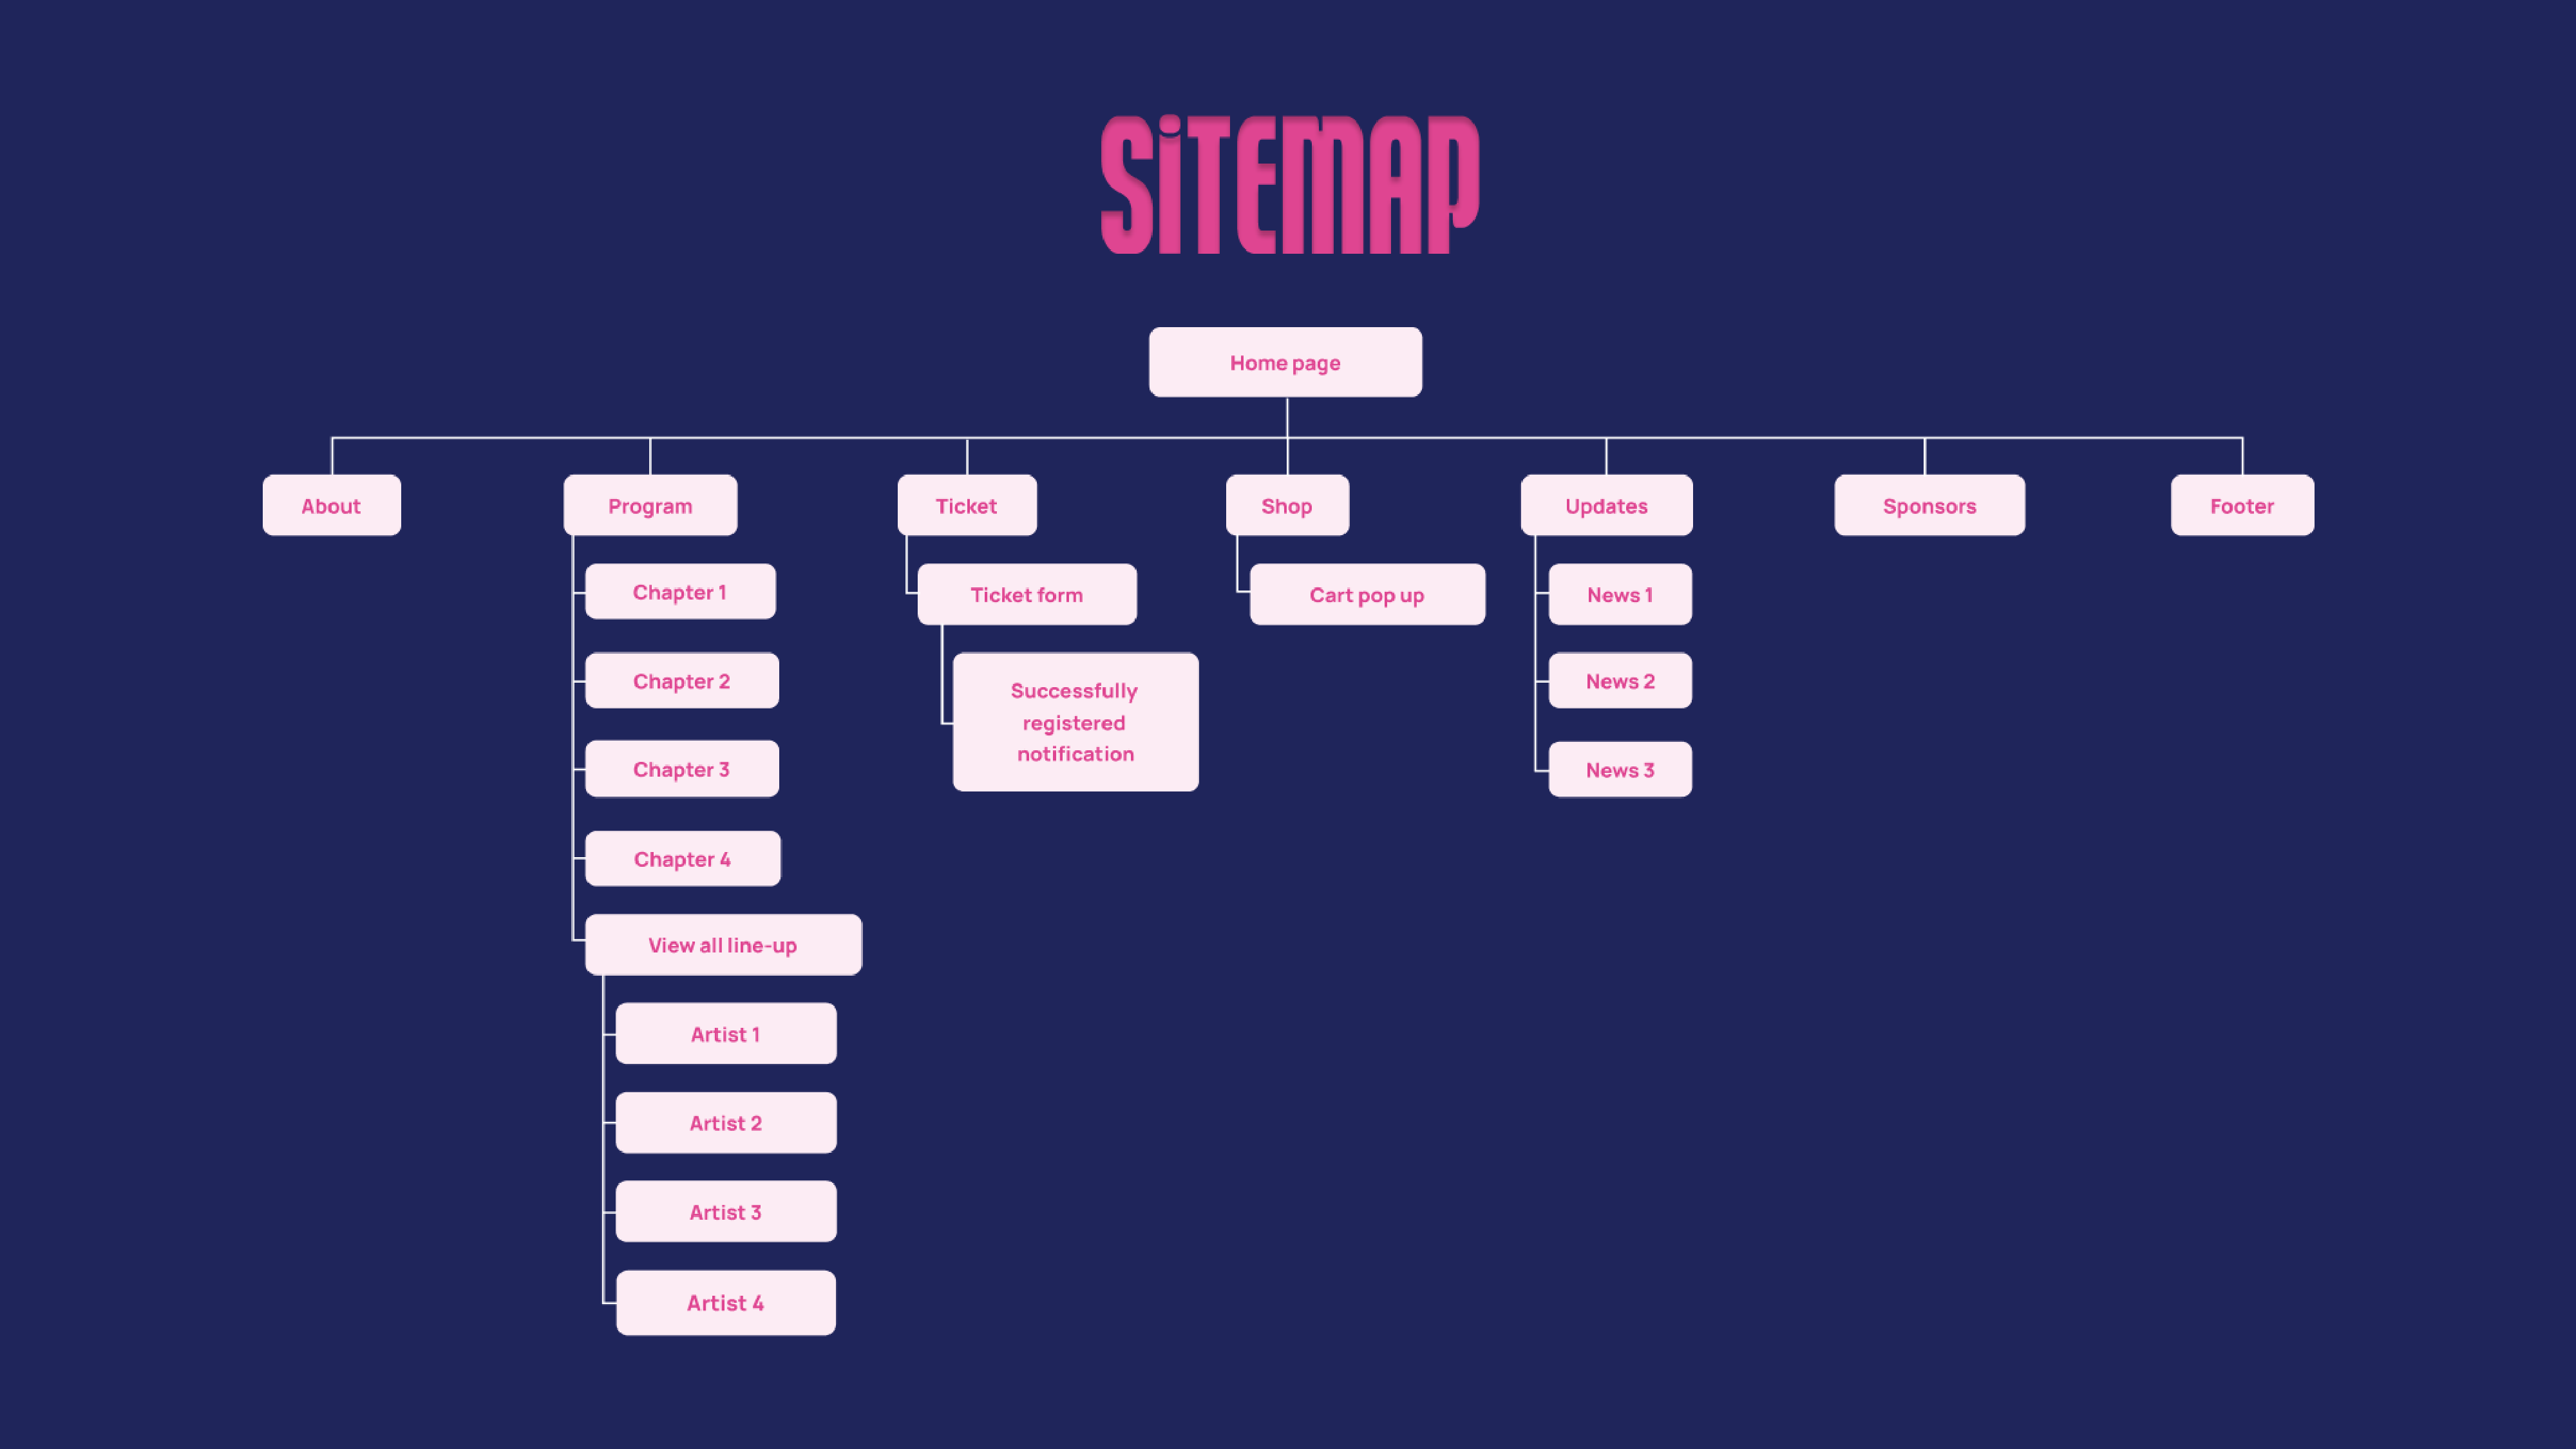 SiTEMAP
Home page
About
Program
Ticket
Shop
Updates
Sponsors
Footer
Chapter 1
Chapter 2
Chapter 3
Chapter 4
View all line-up
Artist 1
Artist 2
Artist 3
Artist 4
Ticket form
Successfully
registered
notification
Cart pop up
News 1
News 2
News 3